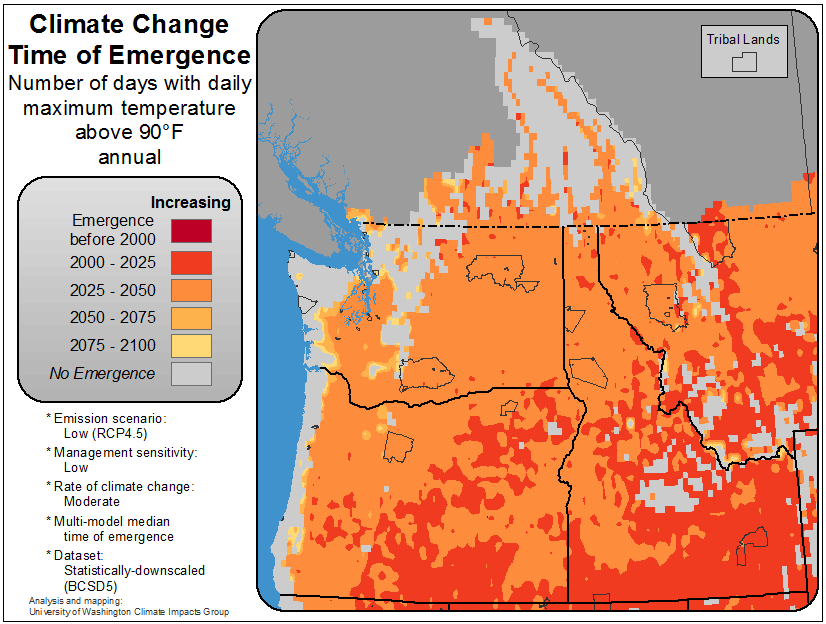 Climate Change
Time of Emergence
Number of days with daily
maximum temperature
above 90°F
annual
Increasing
Emergence
before 2000
2000 - 2025
2025 - 2050
2050 - 2075
2075 - 2100
No Emergence
* Emission scenario:
Low (RCP4.5)
* Management sensitivity:
Low
* Rate of climate change:
Moderate
* Multi-model median
time of emergence
* Dataset:
Statistically-downscaled
(BCSD5)
Analysis and mapping:
University of Washington Climate Impacts Group
Tribal Lands